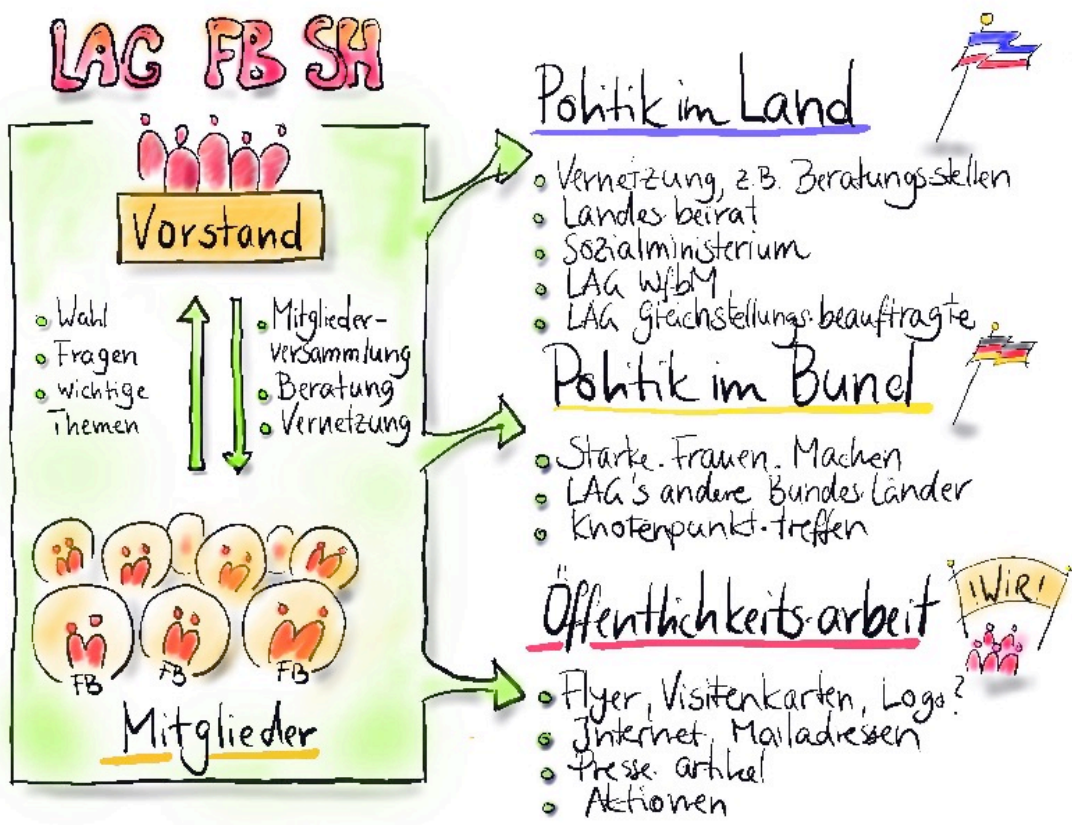 LAG FB SH
Vorstand
Wahl
Fragen
wichtige
Themen
Mitglieder-
versammlung
Beratung
Vernetzung
FB
FB
FB
Mitglieder
Politik im Land
Vernetzung, z.B. Beratungs-stellen
Landes beirat
Sozialministerium
LAG WfbM
LAG Gleichstellungs-beauftragte
Politik im Bund
Starke. Frauen. Machen
LAG's andere Bundes Länder
Knotenpunkt-treffen
Öffentlichkeits-arbeit
!WIR!
Flyer, Visitenkarten, Logo?
Internet, Mailadressen
Presse artikel
Aktionen